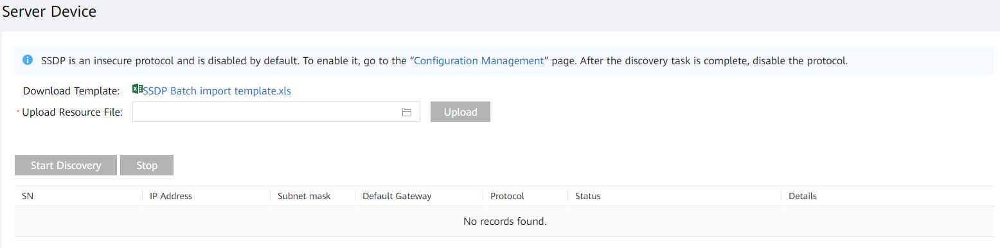 Server Device
SSDP is an insecure protocol and is disabled by default. To enable it, go to the “Configuration Management” page. After the discovery task is complete, disable the protocol.
Download Template: SSDP Batch import template.xls
* Upload Resource File: Upload
Start Discovery Stop
SN IP Address Subnet mask Default Gateway Protocol Status Details
No records found.